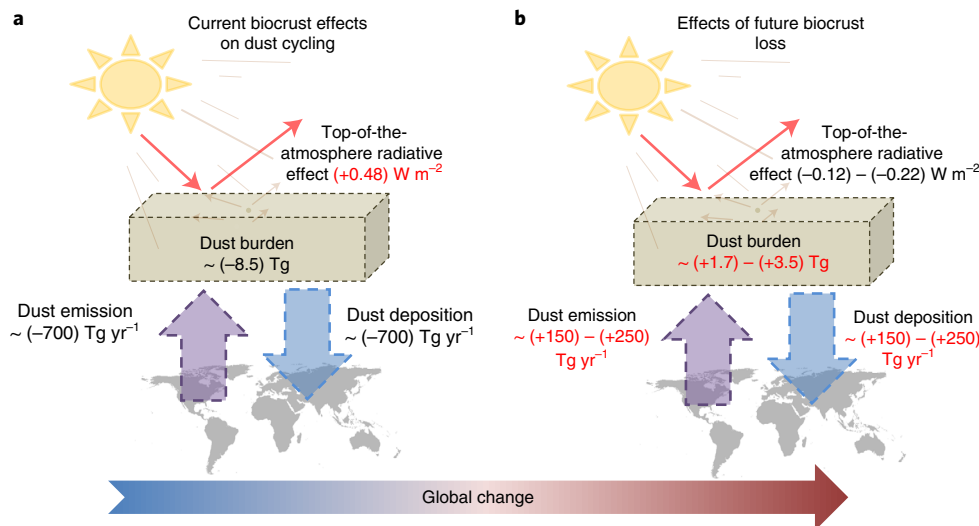 a
Current biocrust effects
on dust cycling
Top-of-the-
atmosphere radiative
effect (+0.48) W m⁻²
Dust burden
~ (–8.5) Tg
Dust emission
~ (–700) Tg yr⁻¹
Dust deposition
~ (–700) Tg yr⁻¹
b
Effects of future biocrust
loss
Top-of-the-
atmosphere radiative
effect (–0.12) – (–0.22) W m⁻²
Dust burden
~ (+1.7) – (+3.5) Tg
Dust emission
~ (+150) – (+250)
Tg yr⁻¹
Dust deposition
~ (+150) – (+250)
Tg yr⁻¹
Global change